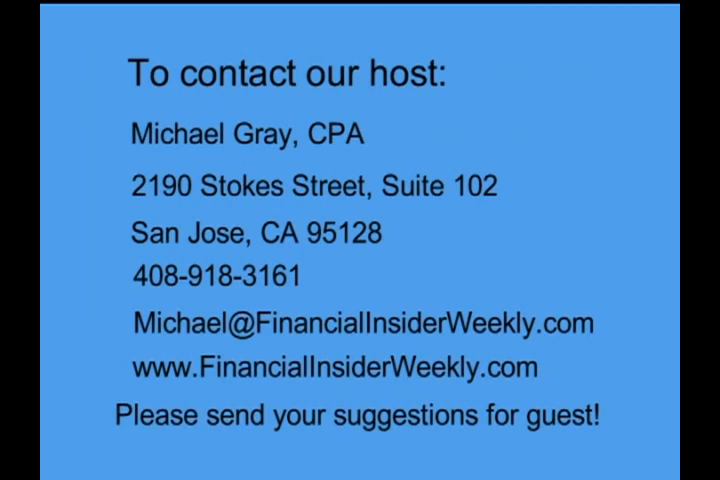 To contact our host:
Michael Gray, CPA
2190 Stokes Street, Suite 102
San Jose, CA 95128
408-918-3161
Michael@FinancialInsiderWeekly.com
www.FinancialInsiderWeekly.com
Please send your suggestions for guest!